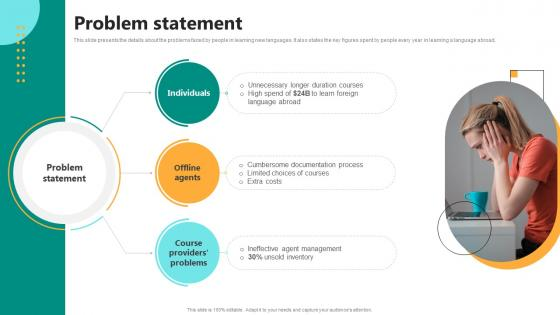 Problem statement
This slide presents the details about the problems faced by people in learning new languages. It also states the key figures spent by people every year in learning a language abroad.
Problem
statement
Individuals
Unnecessary longer duration courses
High spend of $24B to learn foreign
language abroad
Offline
agents
Cumbersome documentation process
Limited choices of courses
Extra costs
Course
providers'
problems
Ineffective agent management
30% unsold inventory
This slide is 100% editable. Adapt it to your needs and capture your audience's attention.